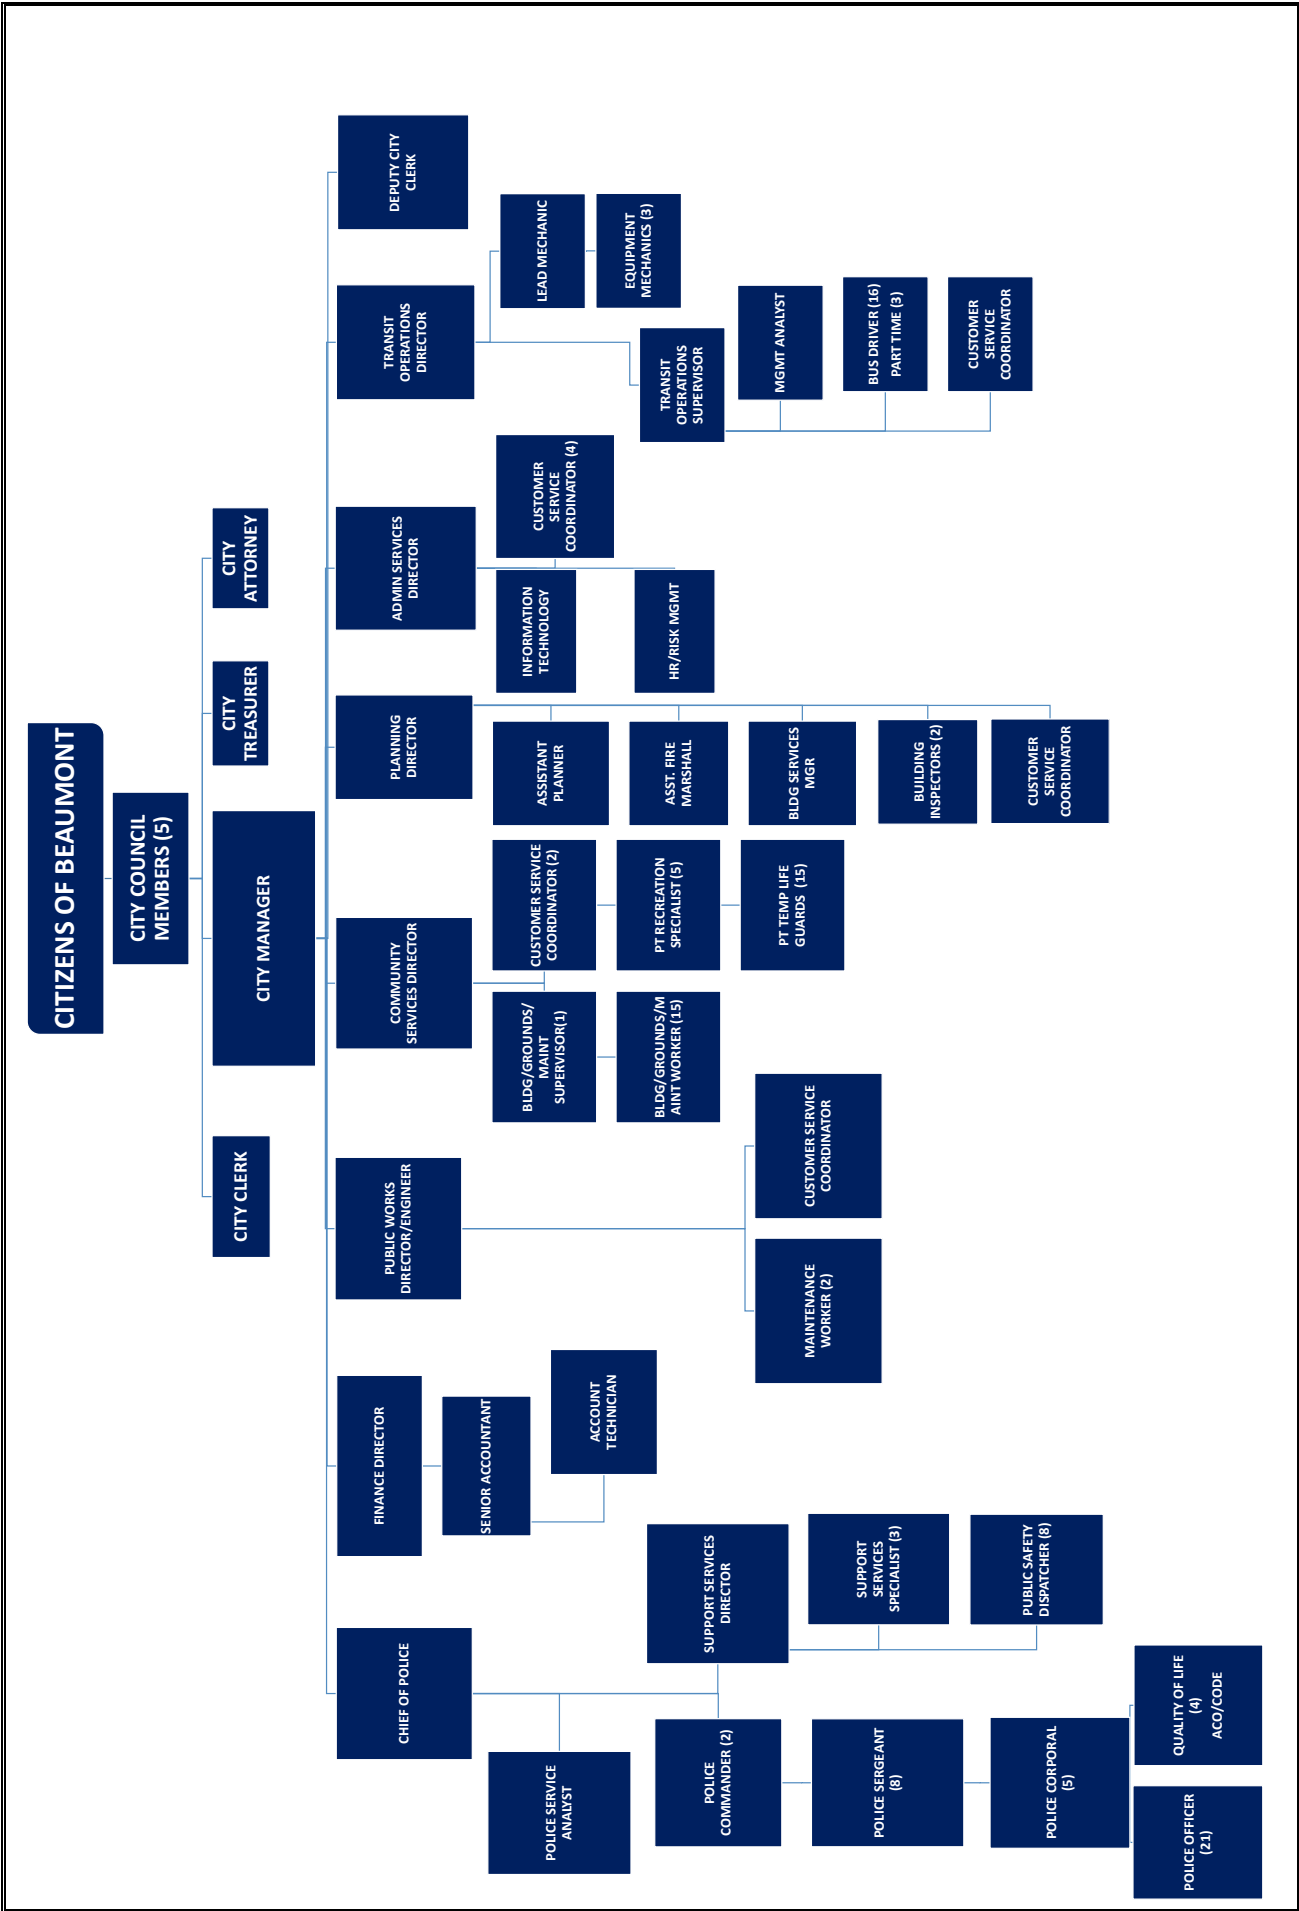 CITIZENS OF BEAUMONT
CITY COUNCIL
MEMBERS (5)
CITY CLERK
CITY MANAGER
CITY
TREASURER
CITY
ATTORNEY
CHIEF OF POLICE
FINANCE DIRECTOR
PUBLIC WORKS
DIRECTOR/ENGINEER
COMMUNITY
SERVICES DIRECTOR
PLANNING
DIRECTOR
ADMIN SERVICES
DIRECTOR
TRANSIT
OPERATIONS
DIRECTOR
DEPUTY CITY
CLERK
POLICE SERVICE
ANALYST
SUPPORT SERVICES
DIRECTOR
POLICE
COMMANDER (2)
SUPPORT
SERVICES
SPECIALIST (3)
POLICE SERGEANT
(8)
PUBLIC SAFETY
DISPATCHER (8)
POLICE CORPORAL
(5)
POLICE OFFICER
(21)
QUALITY OF LIFE
(4)
ACO/CODE
SENIOR ACCOUNTANT
ACCOUNT
TECHNICIAN
MAINTENANCE
WORKER (2)
CUSTOMER SERVICE
COORDINATOR
BLDG/GROUNDS/
MAINT
SUPERVISOR(1)
BLDG/GROUNDS/M
AINT WORKER (15)
CUSTOMER SERVICE
COORDINATOR (2)
PT RECREATION
SPECIALIST (5)
PT TEMP LIFE
GUARDS (15)
ASSISTANT
PLANNER
ASST. FIRE
MARSHALL
BLDG SERVICES
MGR
BUILDING
INSPECTORS (2)
CUSTOMER
SERVICE
COORDINATOR
INFORMATION
TECHNOLOGY
CUSTOMER
SERVICE
COORDINATOR (4)
HR/RISK MGMT
LEAD MECHANIC
EQUIPMENT
MECHANICS (3)
TRANSIT
OPERATIONS
SUPERVISOR
MGMT ANALYST
BUS DRIVER (16)
PART TIME (3)
CUSTOMER
SERVICE
COORDINATOR